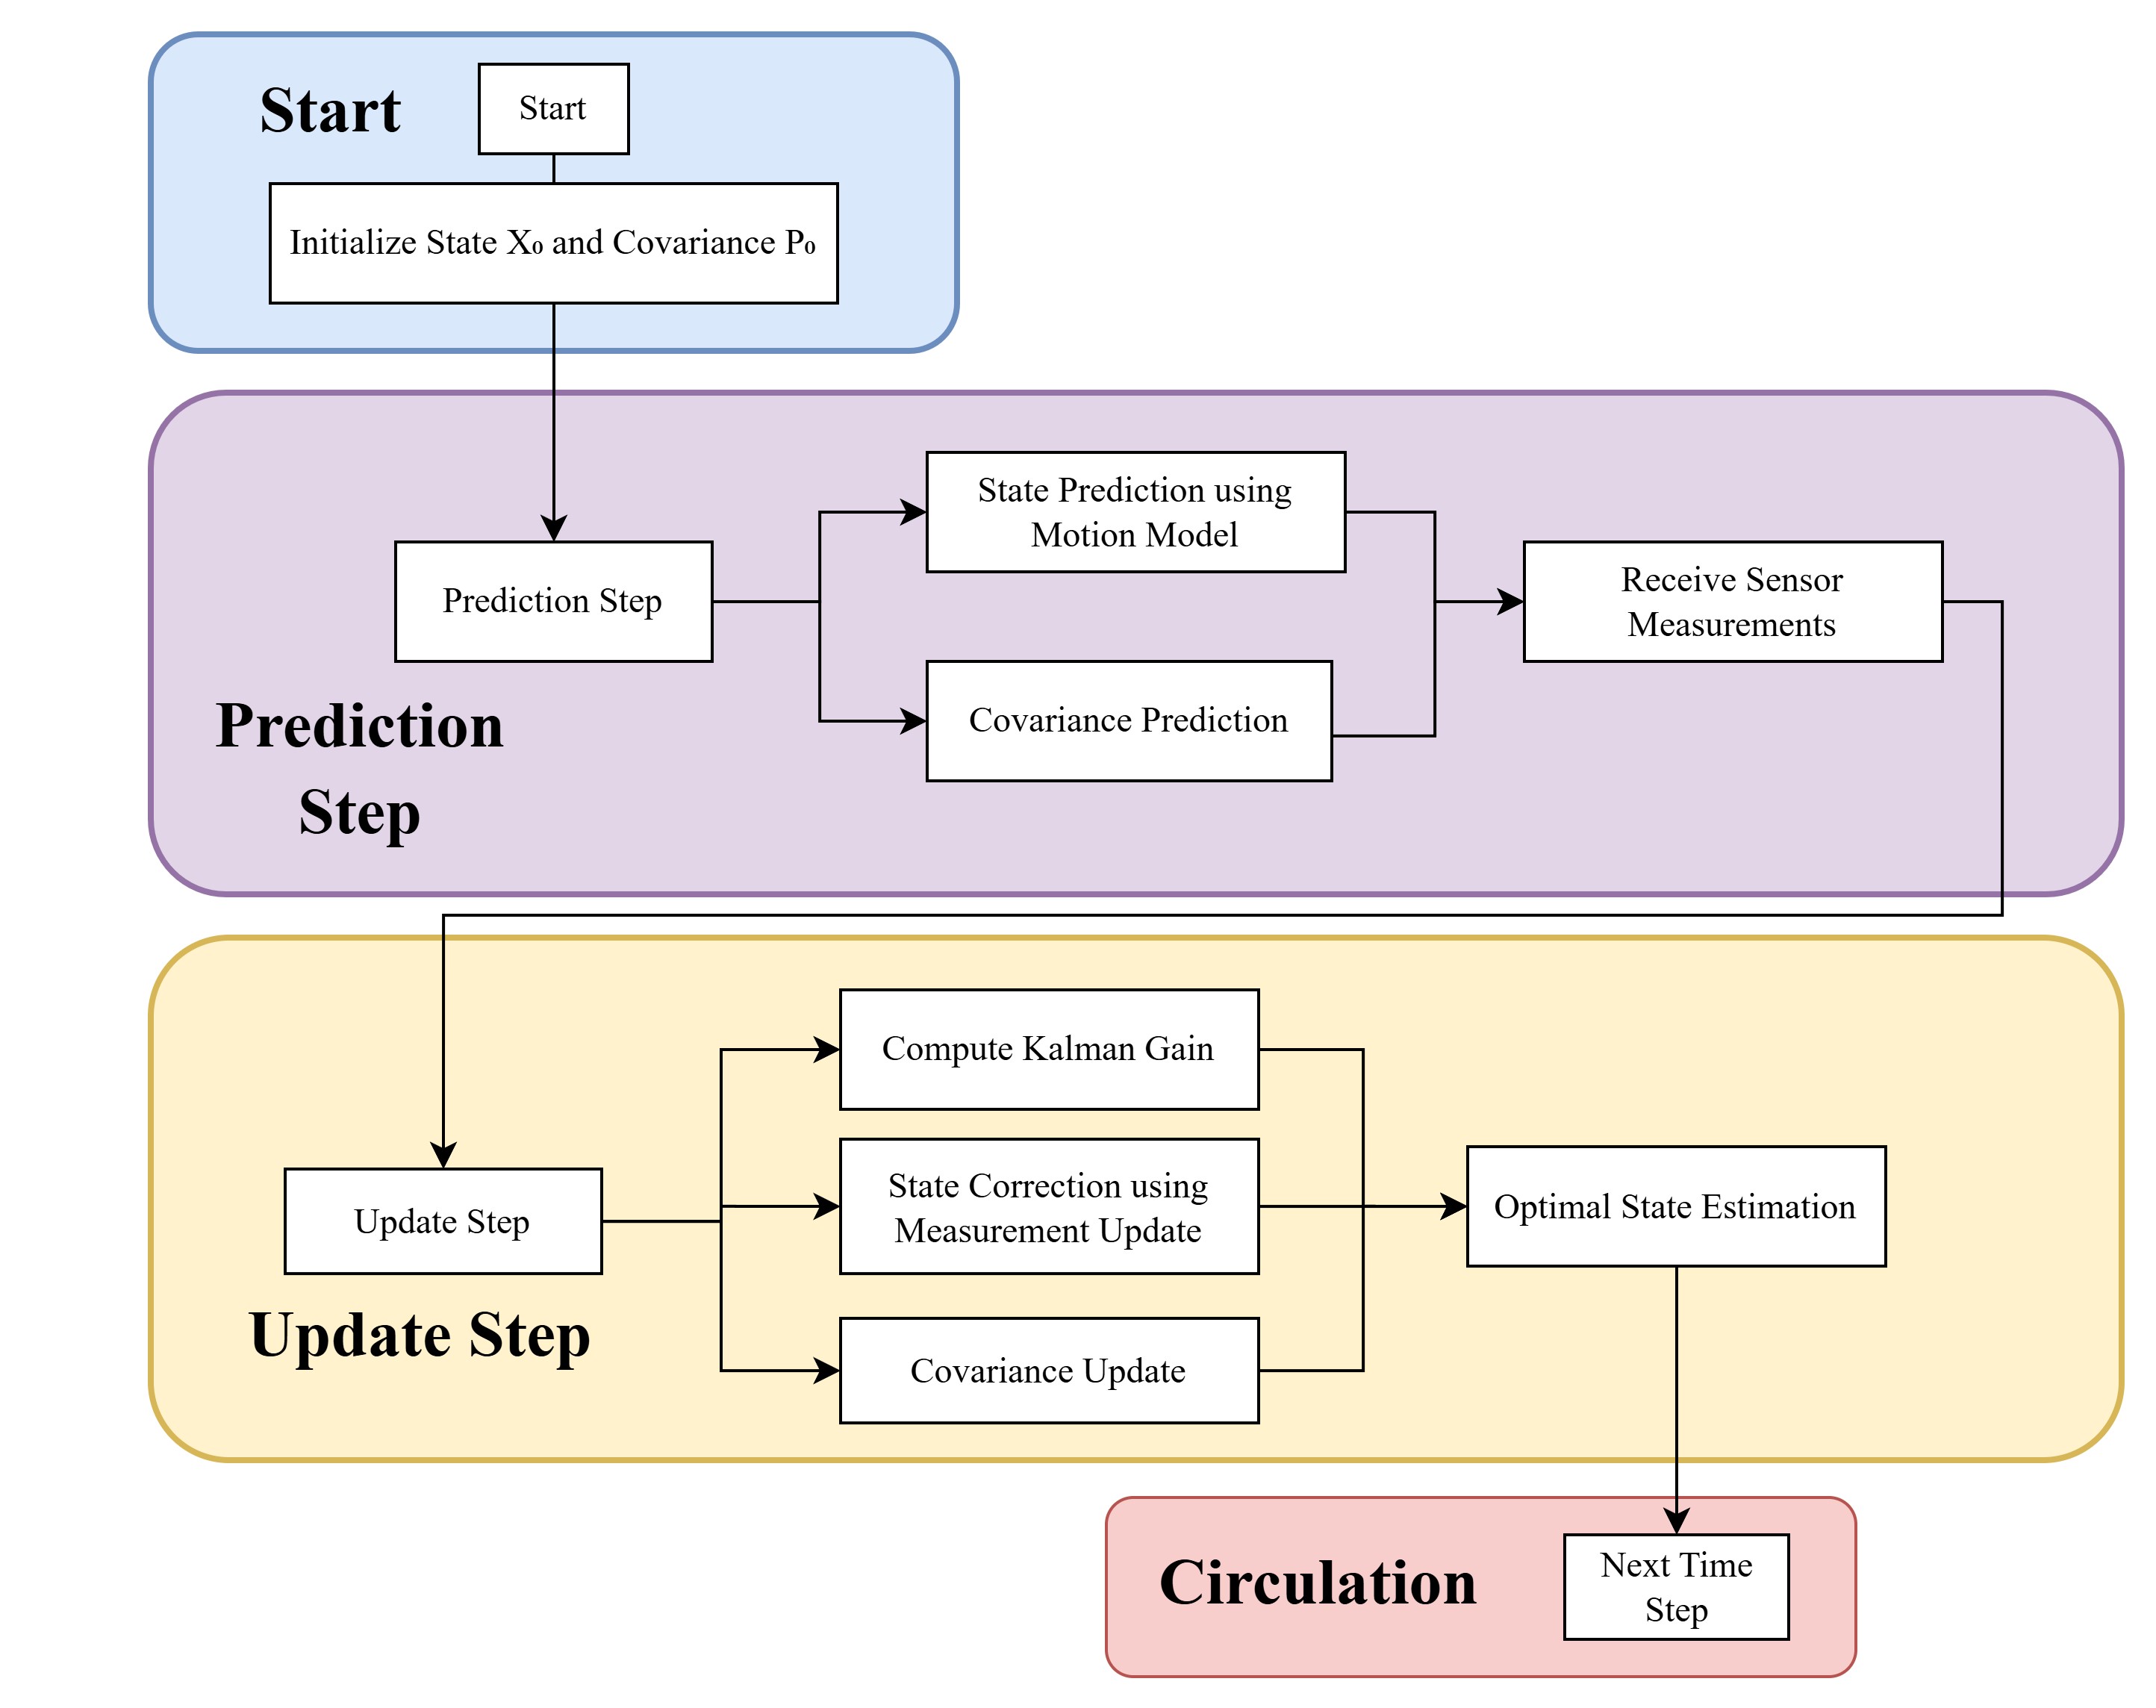 Start
Start
Initialize State X₀ and Covariance P₀
State Prediction using
Motion Model
Prediction Step
Receive Sensor
Measurements
Covariance Prediction
Prediction
Step
Compute Kalman Gain
State Correction using
Measurement Update
Update Step
Optimal State Estimation
Covariance Update
Update Step
Circulation
Next Time
Step